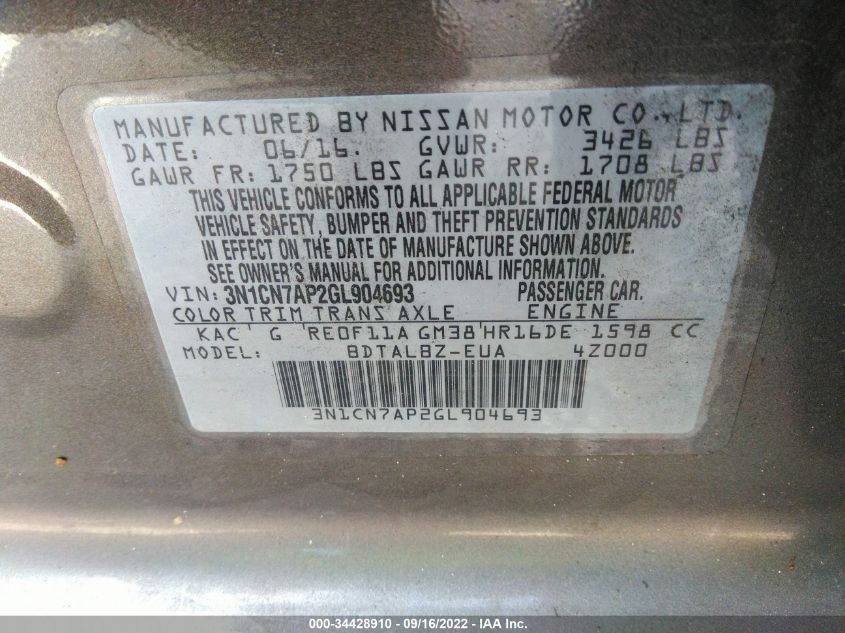 MANUFACTURED BY NISSAN MOTOR CO., LTD.
DATE: 06/16. GVWR: 3426 LBS
GAWR FR: 1750 LBS GAWR RR: 1708 LBS
THIS VEHICLE CONFORMS TO ALL APPLICABLE FEDERAL MOTOR
VEHICLE SAFETY, BUMPER AND THEFT PREVENTION STANDARDS
IN EFFECT ON THE DATE OF MANUFACTURE SHOWN ABOVE.
SEE OWNER'S MANUAL FOR ADDITIONAL INFORMATION.
VIN: 3N1CN7AP2GL904693 PASSENGER CAR.
COLOR TRIM TRANS AXLE ENGINE
KAC G RE0F11A GM38 HR16DE 1598 CC
MODEL: BDTALBZ-EUA 4Z000
3N1CN7AP2GL904693
000-34428910 - 09/16/2022 - IAA Inc.